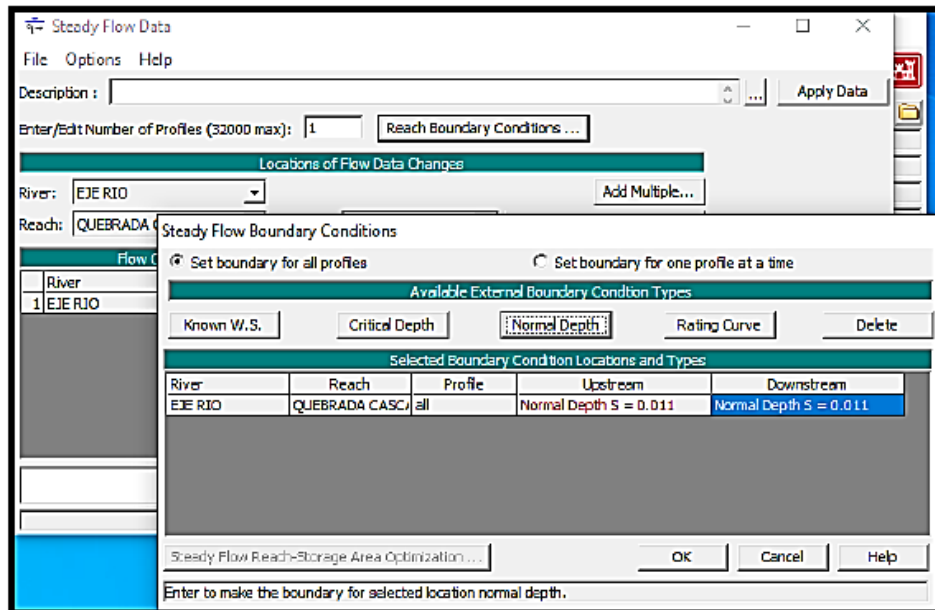 Steady Flow Data
File Options Help
Description :
... Apply Data
Enter/Edit Number of Profiles (32000 max): 1 Reach Boundary Conditions ...
Locations of Flow Data Changes
River: EJE RIO Add Multiple...
Reach: QUEBRADA
Steady Flow Boundary Conditions
Flow
River
1 EJE RIO
Set boundary for all profiles Set boundary for one profile at a time
Available External Boundary Condtion Types
Known W.S. Critical Depth Normal Depth Rating Curve Delete
Selected Boundary Condition Locations and Types
River Reach Profile Upstream Downstream
EJE RIO QUEBRADA CASCA all Normal Depth S = 0.011 Normal Depth S = 0.011
Steady Flow Reach-Storage Area Optimization ... OK Cancel Help
Enter to make the boundary for selected location normal depth.